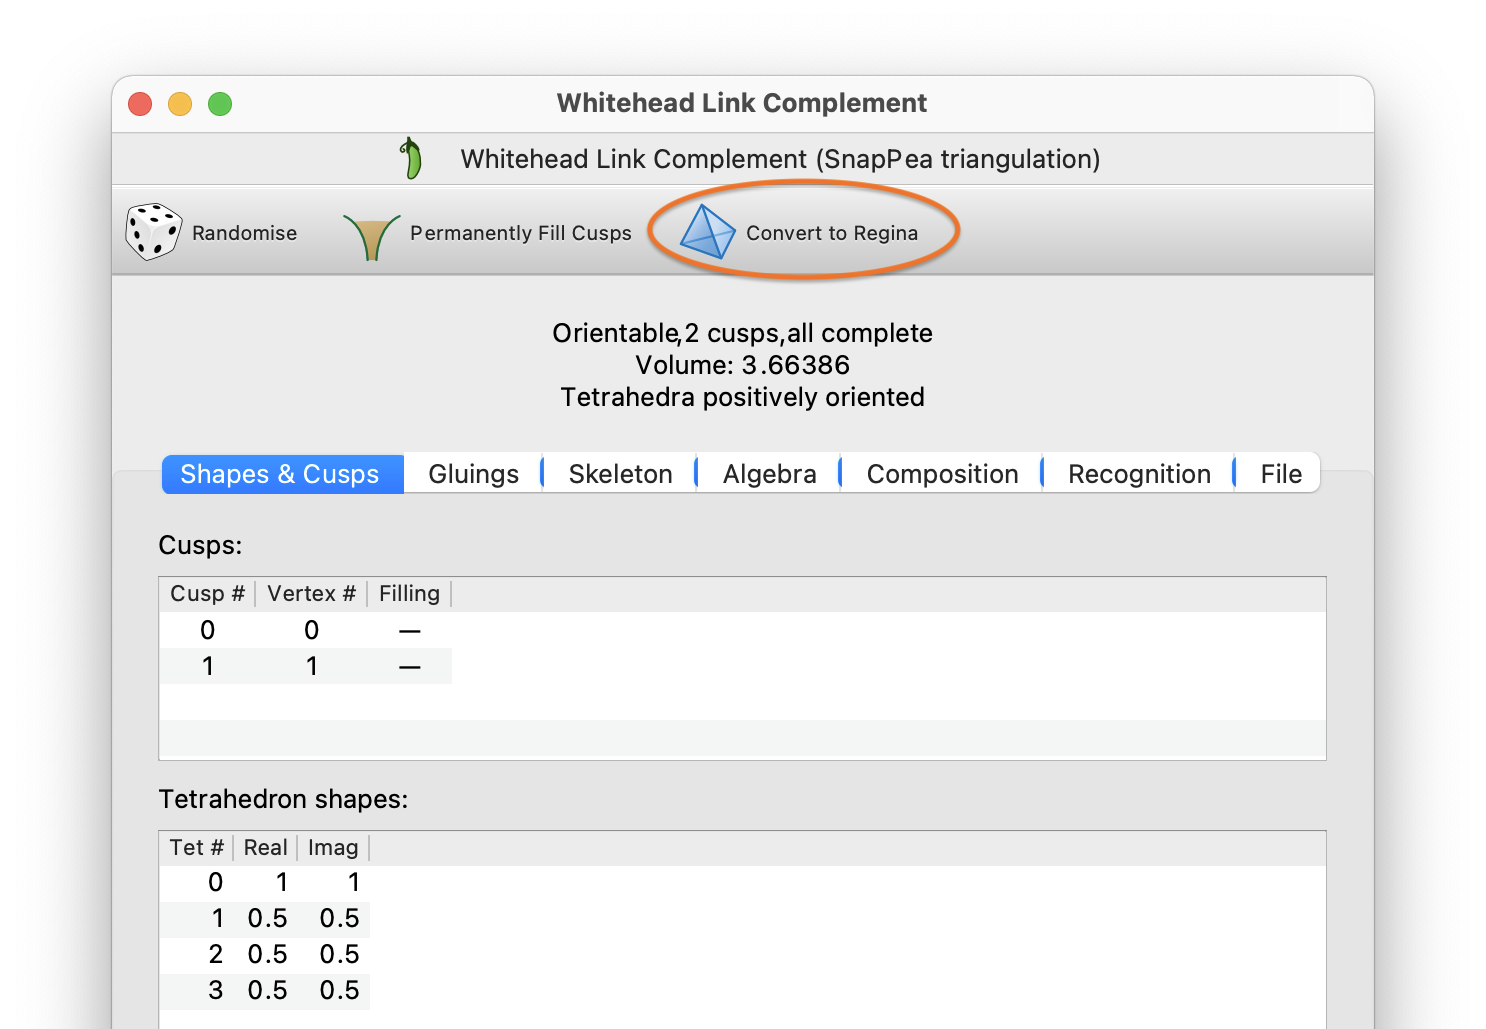 Whitehead Link Complement
Whitehead Link Complement (SnapPea triangulation)
Randomise Permanently Fill Cusps Convert to Regina
Orientable,2 cusps,all complete
Volume: 3.66386
Tetrahedra positively oriented
Shapes & Cusps Gluings Skeleton Algebra Composition Recognition File
Cusps:
Cusp # Vertex # Filling
0 0 —
1 1 —
Tetrahedron shapes:
Tet # Real Imag
0 1 1
1 0.5 0.5
2 0.5 0.5
3 0.5 0.5